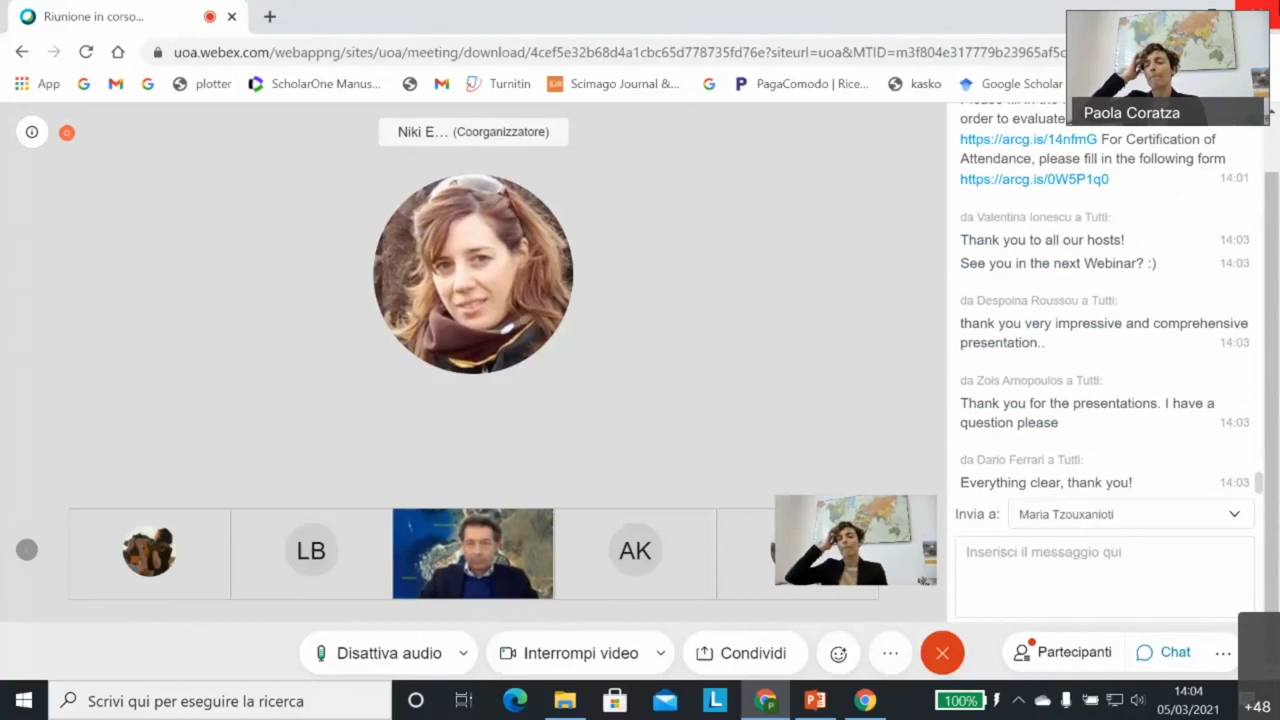 Riunione in corso...
uoa.webex.com/webappng/sites/uoa/meeting/download/4cef5e32b68d4a1cbc65d778735fd76e?siteurl=uoa&MTID=m3f804e317779b23965af5c
App
plotter
ScholarOne Manus...
Turnitin
SJR
Scimago Journal &...
PagaComodo | Rice...
kasko
Google Scholar
Paola Coratza
Niki E... (Coorganizzatore)
order to evaluate
https://arcg.is/14nfmG For Certification of
Attendance, please fill in the following form
https://arcg.is/0W5P1q0 14:01
da Valentina Ionescu a Tutti:
Thank you to all our hosts! 14:03
See you in the next Webinar? :) 14:03
da Despoina Roussou a Tutti:
thank you very impressive and comprehensive
presentation.. 14:03
da Zois Arnopoulos a Tutti:
Thank you for the presentations. I have a
question please 14:03
da Dario Ferrari a Tutti:
Everything clear, thank you! 14:03
Invia a: Maria Tzouxanioti
Inserisci il messaggio qui
LB
AK
Disattiva audio
Interrompi video
Condividi
Partecipanti
Chat
Scrivi qui per eseguire la ricerca
100%
14:04
05/03/2021
+48